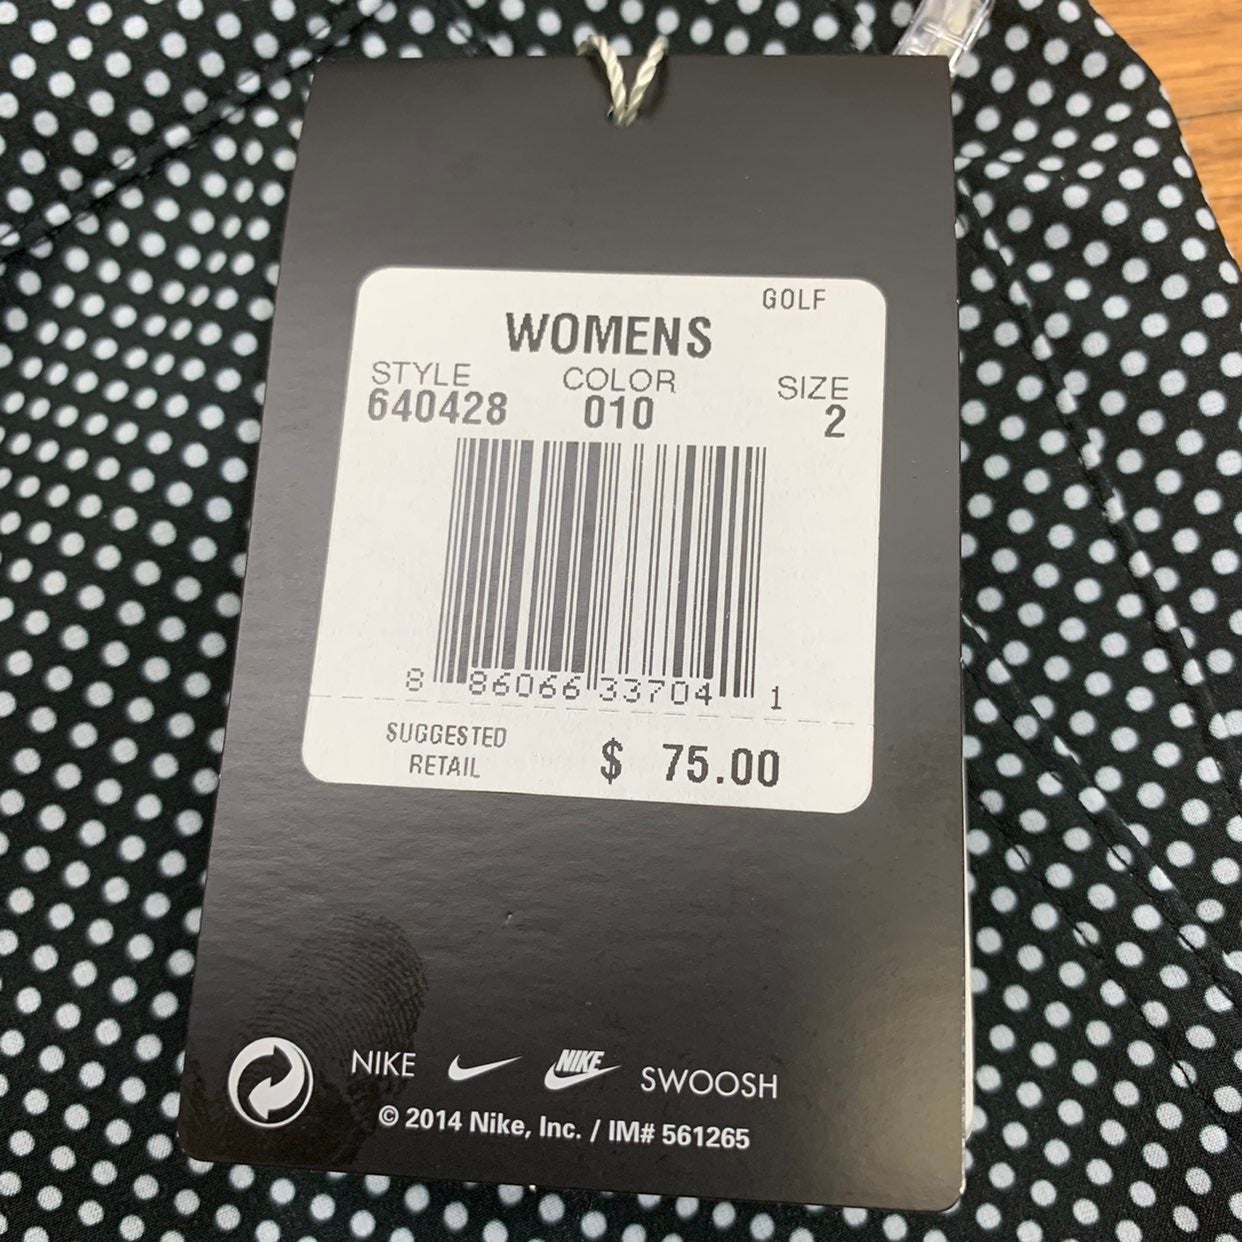 GOLF
WOMENS
STYLE COLOR SIZE
640428 010 2
8 86066 33704 1
SUGGESTED RETAIL $ 75.00
NIKE NIKE SWOOSH
© 2014 Nike, Inc. / IM# 561265